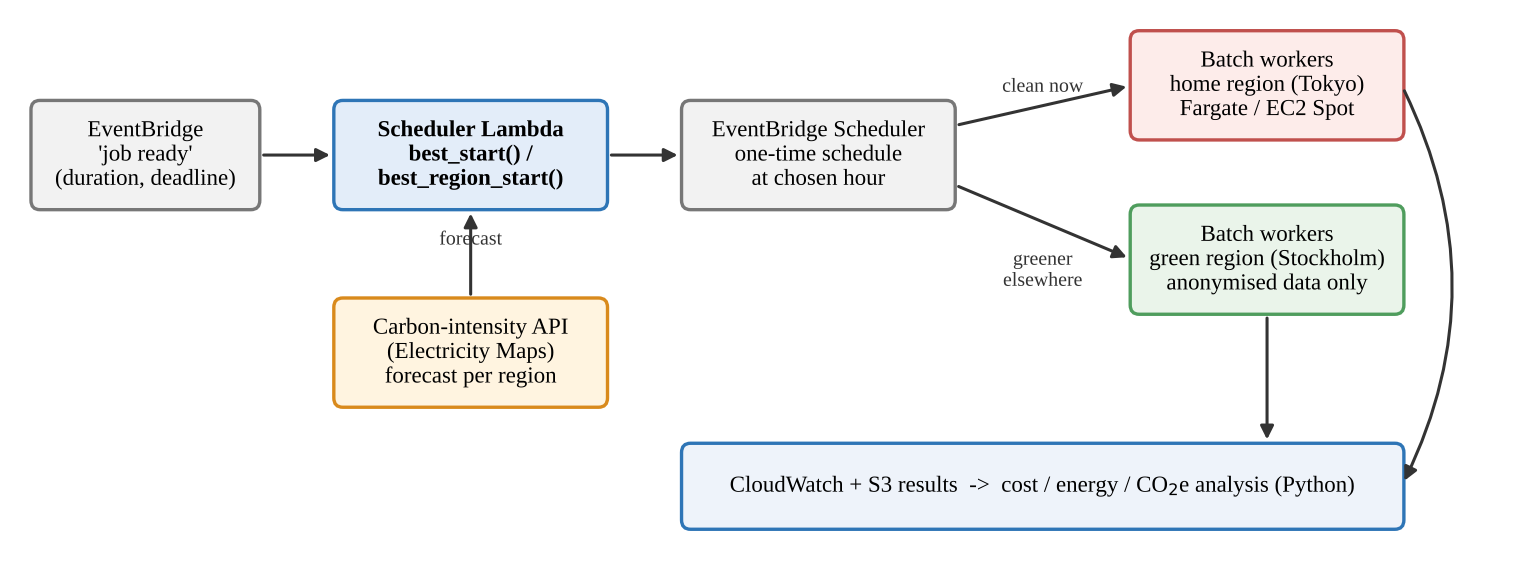 EventBridge
'job ready'
(duration, deadline)
Scheduler Lambda
best_start() /
best_region_start()
forecast
Carbon-intensity API
(Electricity Maps)
forecast per region
EventBridge Scheduler
one-time schedule
at chosen hour
clean now
greener
elsewhere
Batch workers
home region (Tokyo)
Fargate / EC2 Spot
Batch workers
green region (Stockholm)
anonymised data only
CloudWatch + S3 results -> cost / energy / CO₂e analysis (Python)